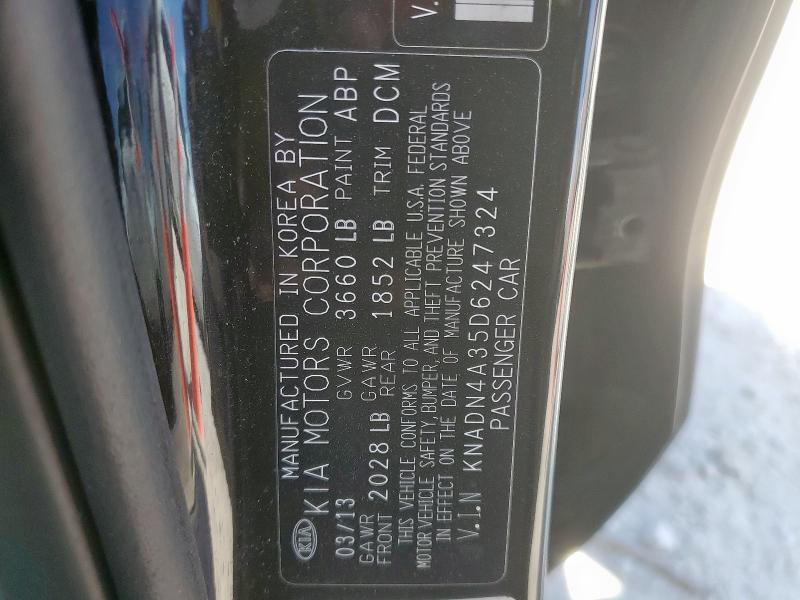 KIA
MANUFACTURED IN KOREA BY
KIA MOTORS CORPORATION
03/13 GVWR 3660 LB PAINT ABP
GAWR FRONT 2028 LB GAWR REAR 1852 LB TRIM DCM
THIS VEHICLE CONFORMS TO ALL APPLICABLE U.S.A. FEDERAL
MOTOR VEHICLE SAFETY, BUMPER, AND THEFT PREVENTION STANDARDS
IN EFFECT ON THE DATE OF MANUFACTURE SHOWN ABOVE
V.I.N KNADN4A35D6247324
PASSENGER CAR
V.